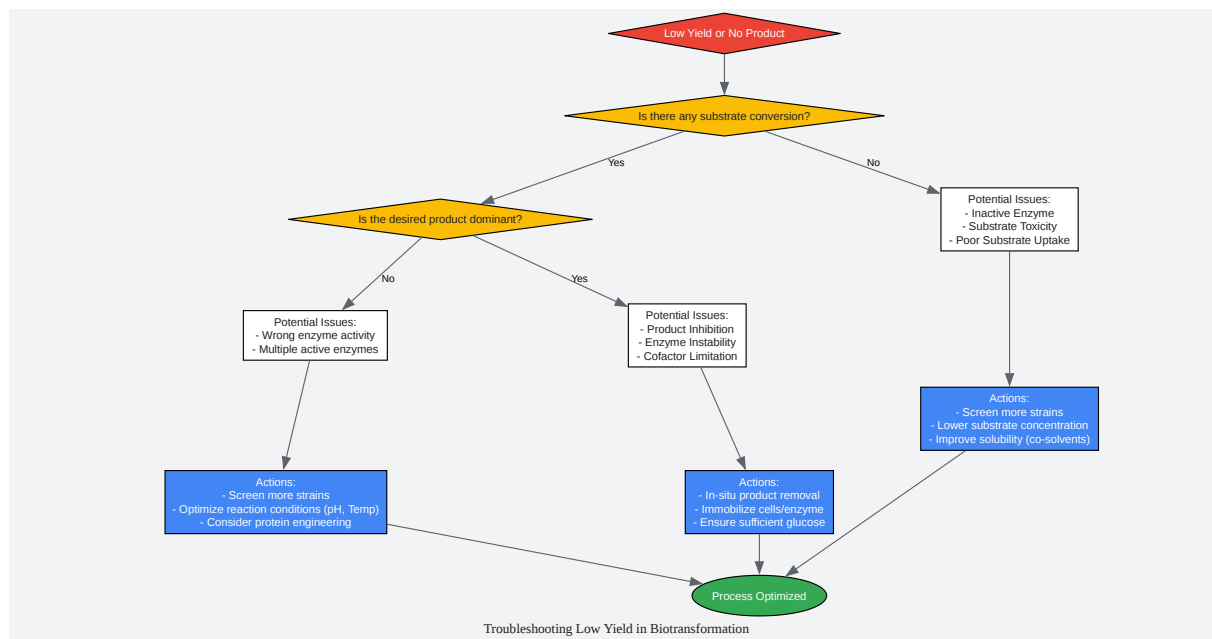 Low Yield or No Product
Is there any substrate conversion?
Yes
No
Is the desired product dominant?
Potential Issues:
- Inactive Enzyme
- Substrate Toxicity
- Poor Substrate Uptake
No
Yes
Potential Issues:
- Wrong enzyme activity
- Multiple active enzymes
Potential Issues:
- Product Inhibition
- Enzyme Instability
- Cofactor Limitation
Actions:
- Screen more strains
- Lower substrate concentration
- Improve solubility (co-solvents)
Actions:
- Screen more strains
- Optimize reaction conditions (pH, Temp)
- Consider protein engineering
Actions:
- In-situ product removal
- Immobilize cells/enzyme
- Ensure sufficient glucose
Process Optimized
Troubleshooting Low Yield in Biotransformation